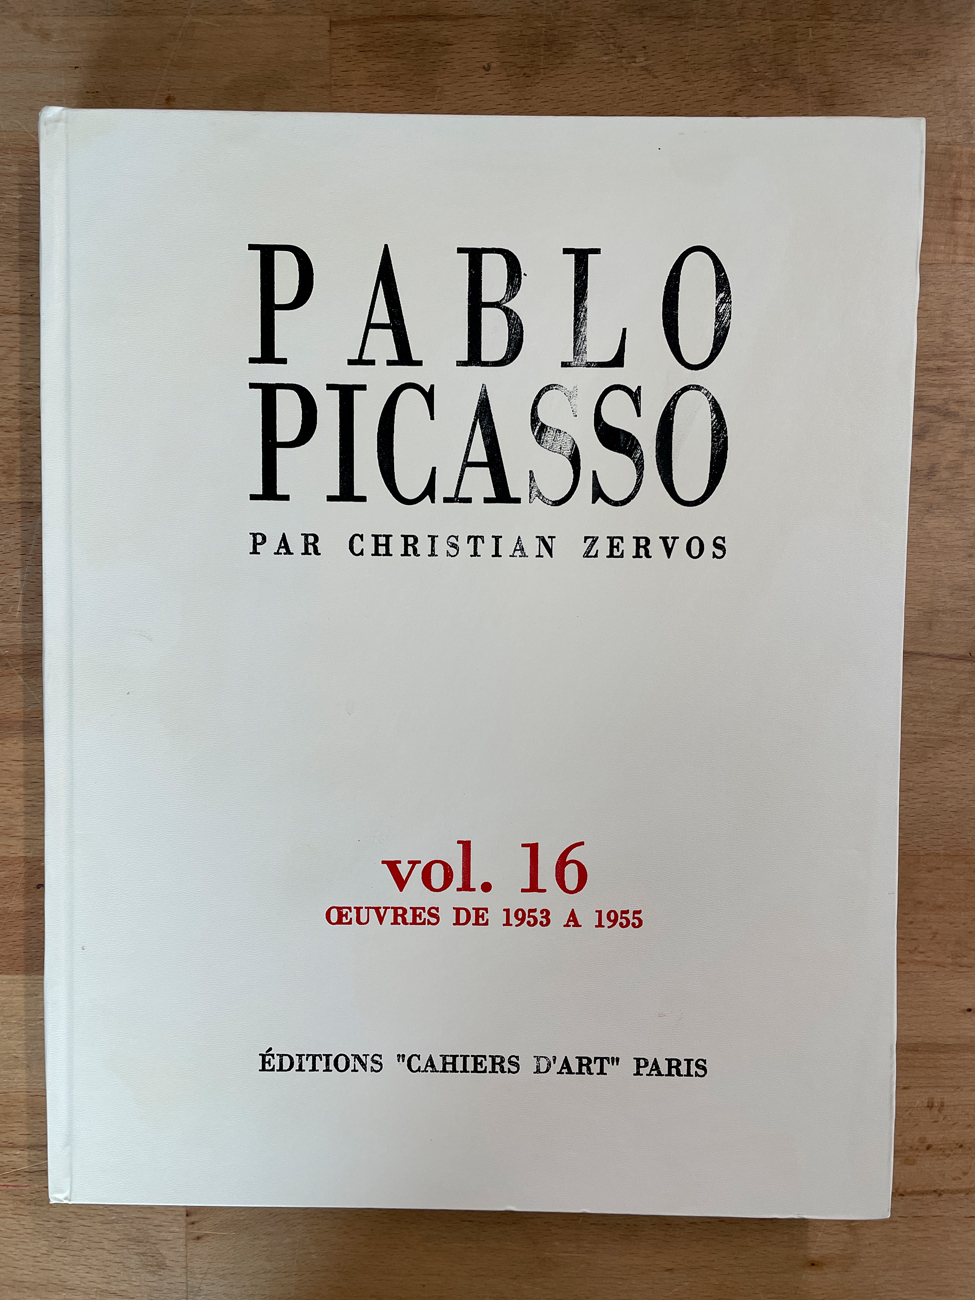 PABLO
PICASSO
PAR CHRISTIAN ZERVOS
vol. 16
ŒUVRES DE 1953 A 1955
ÉDITIONS "CAHIERS D'ART" PARIS